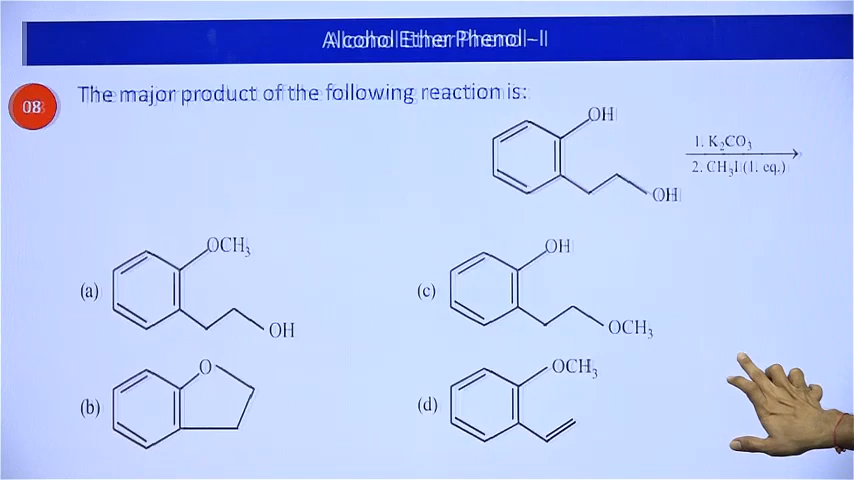 Alcohol Ether Phenol–II
08
The major product of the following reaction is:
OH
OH
1. K₂CO₃
2. CH₃I (1. eq.)
(a)
OCH₃
OH
(c)
OH
OCH₃
(b)
O
(d)
OCH₃